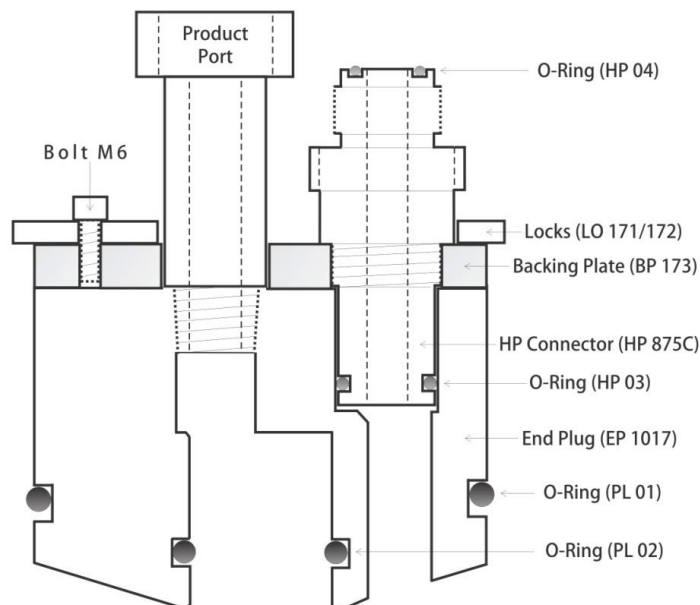 Product
Port
O-Ring (HP 04)
Bolt M6
Locks (LO 171/172)
Backing Plate (BP 173)
HP Connector (HP 875C)
O-Ring (HP 03)
End Plug (EP 1017)
O-Ring (PL 01)
O-Ring (PL 02)